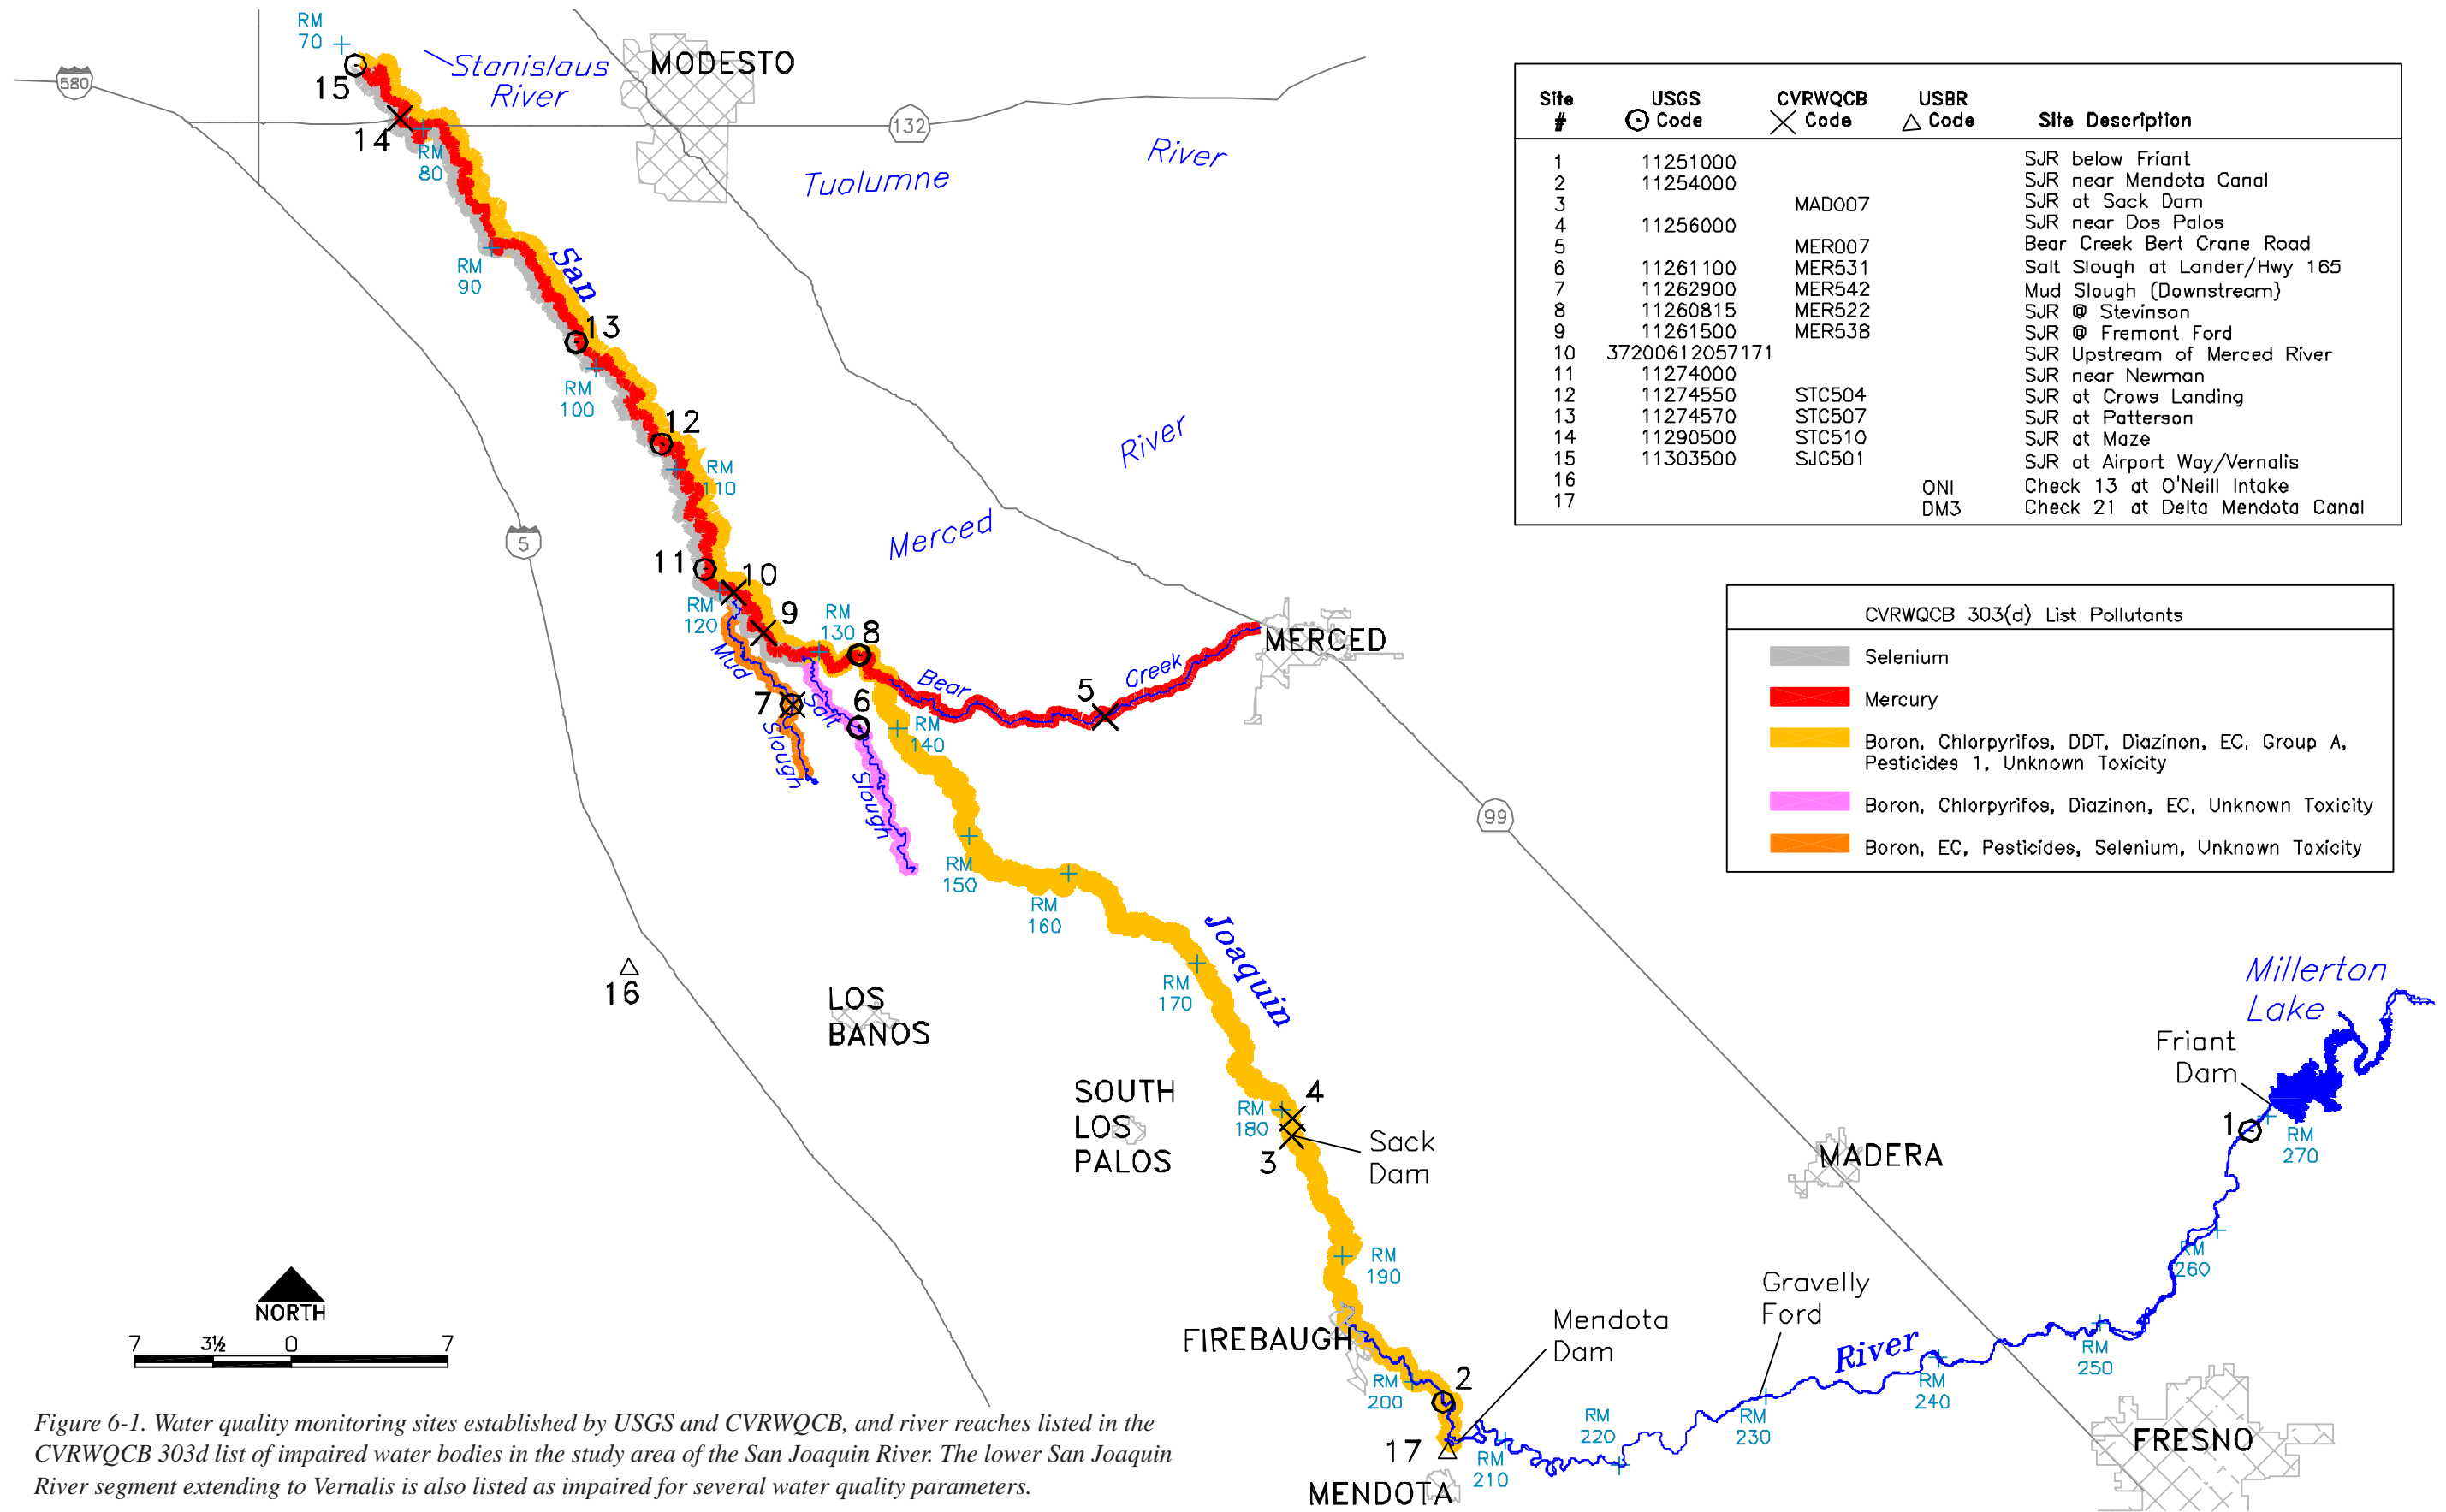 RM
70
15
580
Stanislaus
River
MODESTO
132
14
RM
80
Tuolumne
River
RM
90
San
13
RM
100
12
RM
110
River
Merced
5
11
10
RM
120
9
RM
130
8
MERCED
Mud
Slough
7
Salt
Slough
6
Bear
Creek
5
RM
140
RM
150
RM
160
99
Joaquin
RM
170
16
LOS
BANOS
SOUTH
LOS
PALOS
4
RM
180
3
Sack
Dam
Millerton
Lake
Friant
Dam
1
RM
270
MADERA
RM
260
RM
190
FIREBAUGH
Mendota
Dam
Gravelly
Ford
River
RM
250
RM
240
RM
230
RM
220
RM
200
2
17
RM
210
MENDOTA
FRESNO
NORTH
7 3½ 0 7
Site USGS CVRWQCB USBR
# Code Code Code Site Description
1 11251000 SJR below Friant
2 11254000 SJR near Mendota Canal
3 MAD007 SJR at Sack Dam
4 11256000 SJR near Dos Palos
5 MER007 Bear Creek Bert Crane Road
6 11261100 MER531 Salt Slough at Lander/Hwy 165
7 11262900 MER542 Mud Slough (Downstream)
8 11260815 MER522 SJR @ Stevinson
9 11261500 MER538 SJR @ Fremont Ford
10 37200612057171 SJR Upstream of Merced River
11 11274000 SJR near Newman
12 11274550 STC504 SJR at Crows Landing
13 11274570 STC507 SJR at Patterson
14 11290500 STC510 SJR at Maze
15 11303500 SJC501 SJR at Airport Way/Vernalis
16 ONI Check 13 at O'Neill Intake
17 DM3 Check 21 at Delta Mendota Canal
CVRWQCB 303(d) List Pollutants
Selenium
Mercury
Boron, Chlorpyrifos, DDT, Diazinon, EC, Group A,
Pesticides 1, Unknown Toxicity
Boron, Chlorpyrifos, Diazinon, EC, Unknown Toxicity
Boron, EC, Pesticides, Selenium, Unknown Toxicity
Figure 6-1. Water quality monitoring sites established by USGS and CVRWQCB, and river reaches listed in the
CVRWQCB 303d list of impaired water bodies in the study area of the San Joaquin River. The lower San Joaquin
River segment extending to Vernalis is also listed as impaired for several water quality parameters.